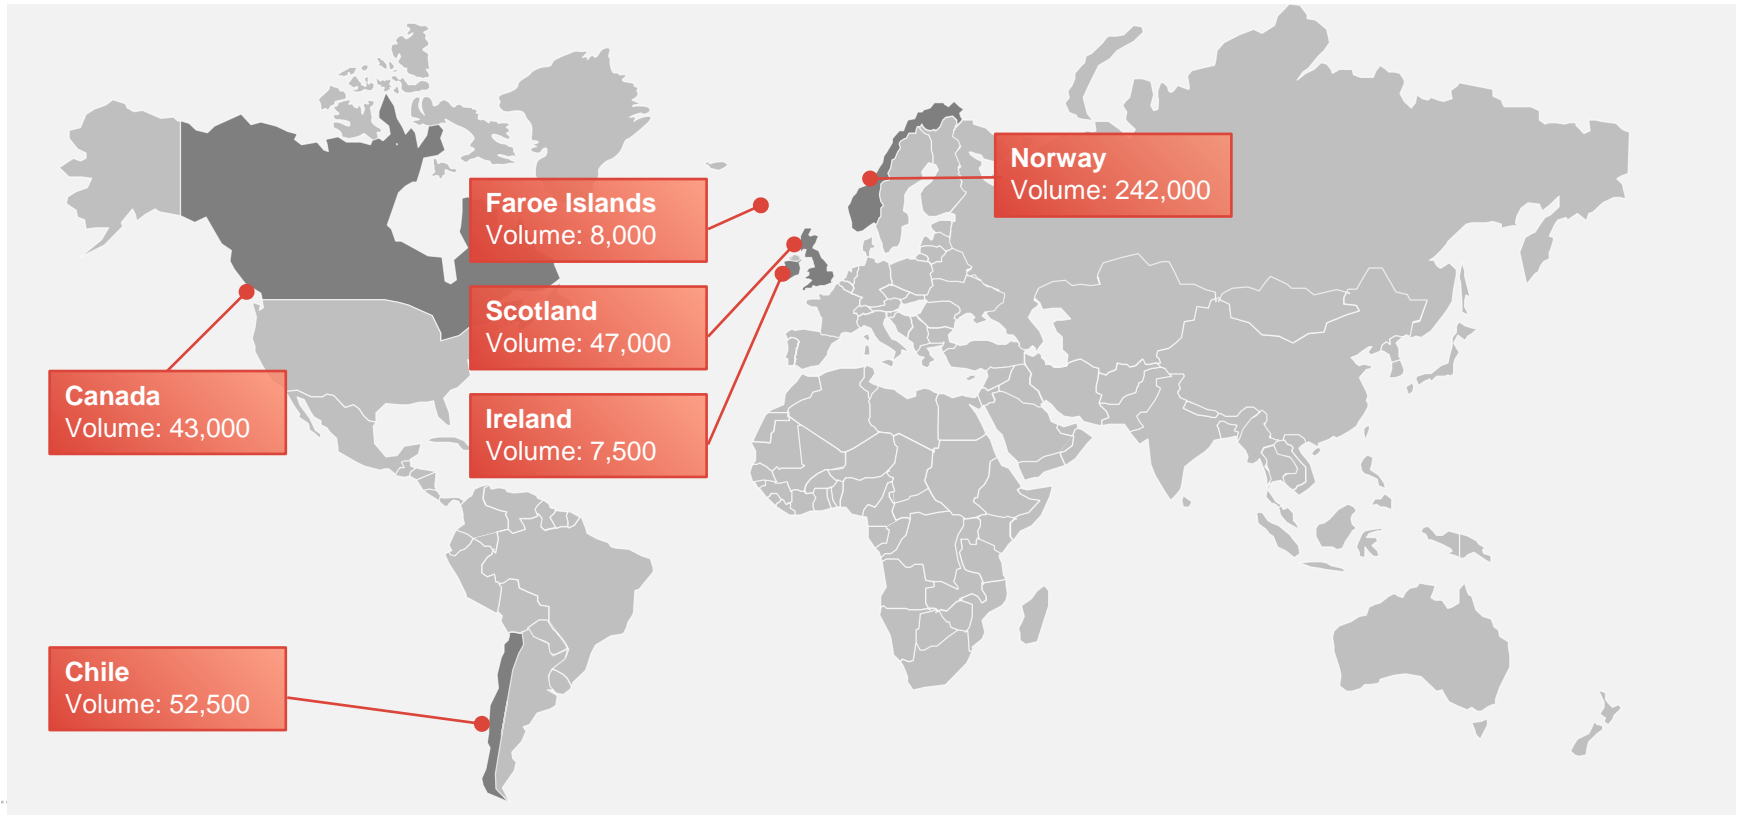 Norway
Volume: 242,000
Faroe Islands
Volume: 8,000
Scotland
Volume: 47,000
Canada
Volume: 43,000
Ireland
Volume: 7,500
Chile
Volume: 52,500